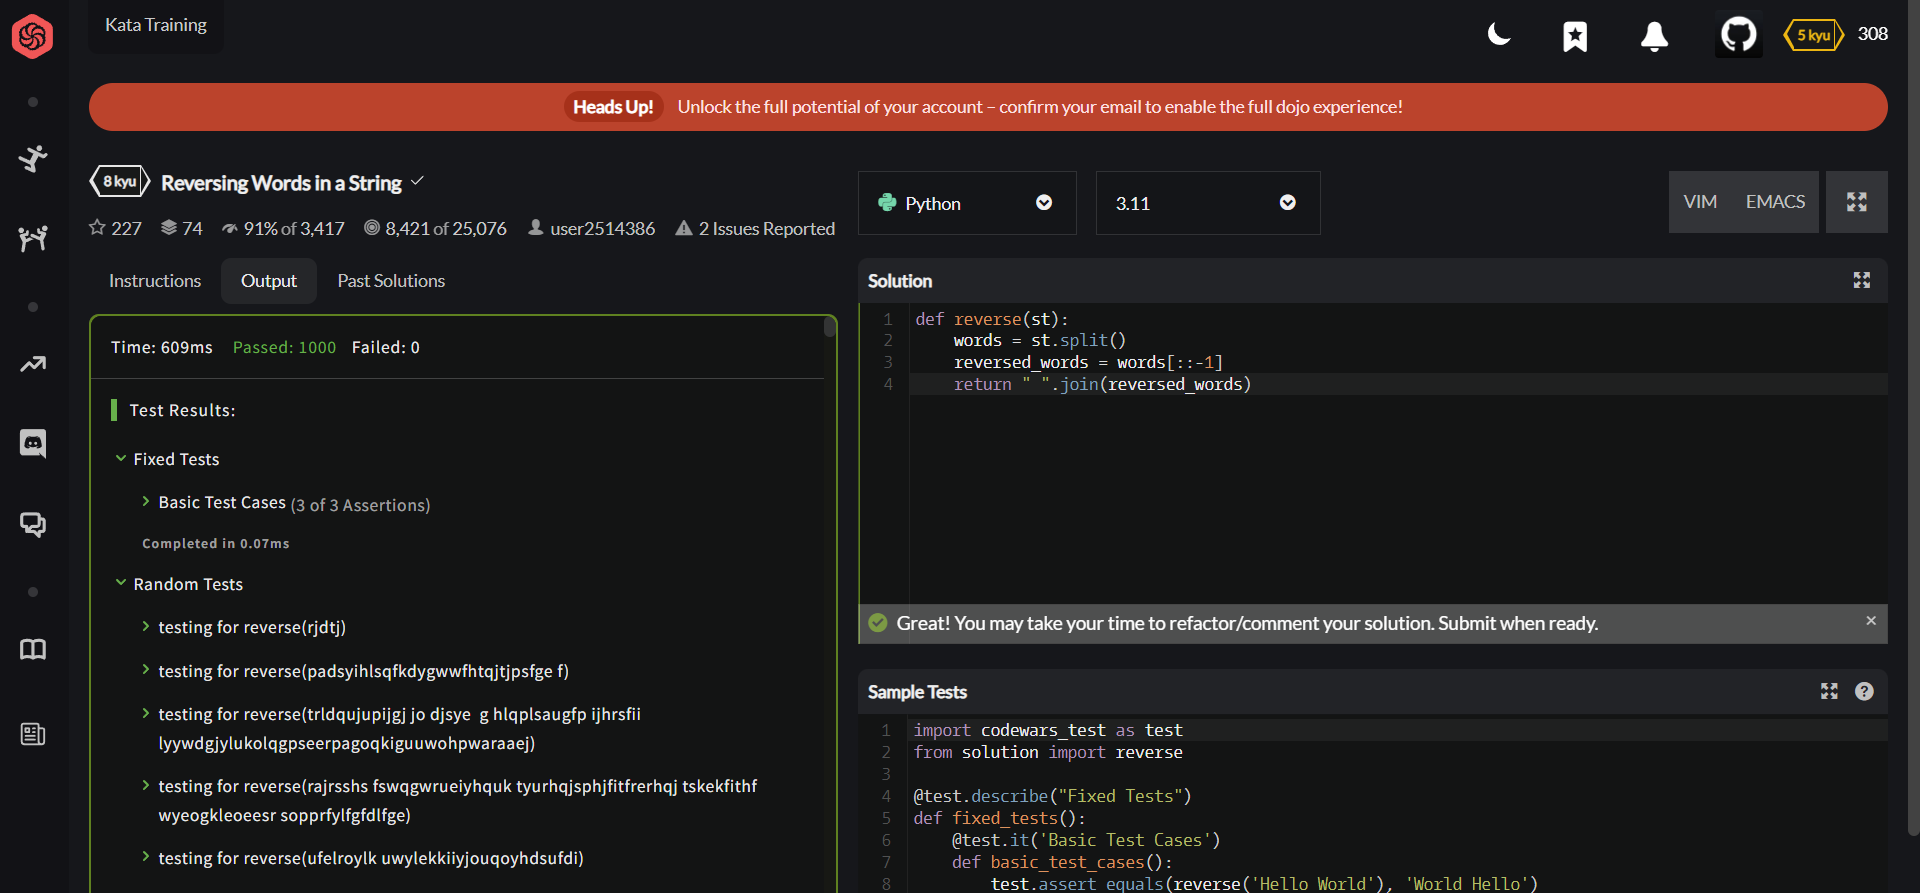 Kata Training
5 kyu 308
Heads Up! Unlock the full potential of your account – confirm your email to enable the full dojo experience!
8 kyu Reversing Words in a String
227 74 91% of 3,417 8,421 of 25,076 user2514386 2 Issues Reported
Python 3.11 VIM EMACS
Instructions Output Past Solutions
Time: 609ms Passed: 1000 Failed: 0
Test Results:
Fixed Tests
Basic Test Cases (3 of 3 Assertions)
Completed in 0.07ms
Random Tests
testing for reverse(rjdtj)
testing for reverse(padsyihlsqfkdygwwfhtqjtjpsfge f)
testing for reverse(trldqujupijgj jo djsye  g hlqplsaugfp ijhrsfii
lyywdgjylukolqgpseerpagoqkiguuwohpwaraaej)
testing for reverse(rajrsshs fswqgwrueiyhquk tyurhqjsphjfitfrerhqj tskekfithf
wyeogkleoeesr sopprfylfgfdlfge)
testing for reverse(ufelroylk uwylekkiiyjouqoyhdsufdi)
Solution
1 def reverse(st):
2     words = st.split()
3     reversed_words = words[::-1]
4     return " ".join(reversed_words)
Great! You may take your time to refactor/comment your solution. Submit when ready.
Sample Tests
1 import codewars_test as test
2 from solution import reverse
3
4 @test.describe("Fixed Tests")
5 def fixed_tests():
6     @test.it('Basic Test Cases')
7     def basic_test_cases():
8         test.assert_equals(reverse('Hello World'), 'World Hello')